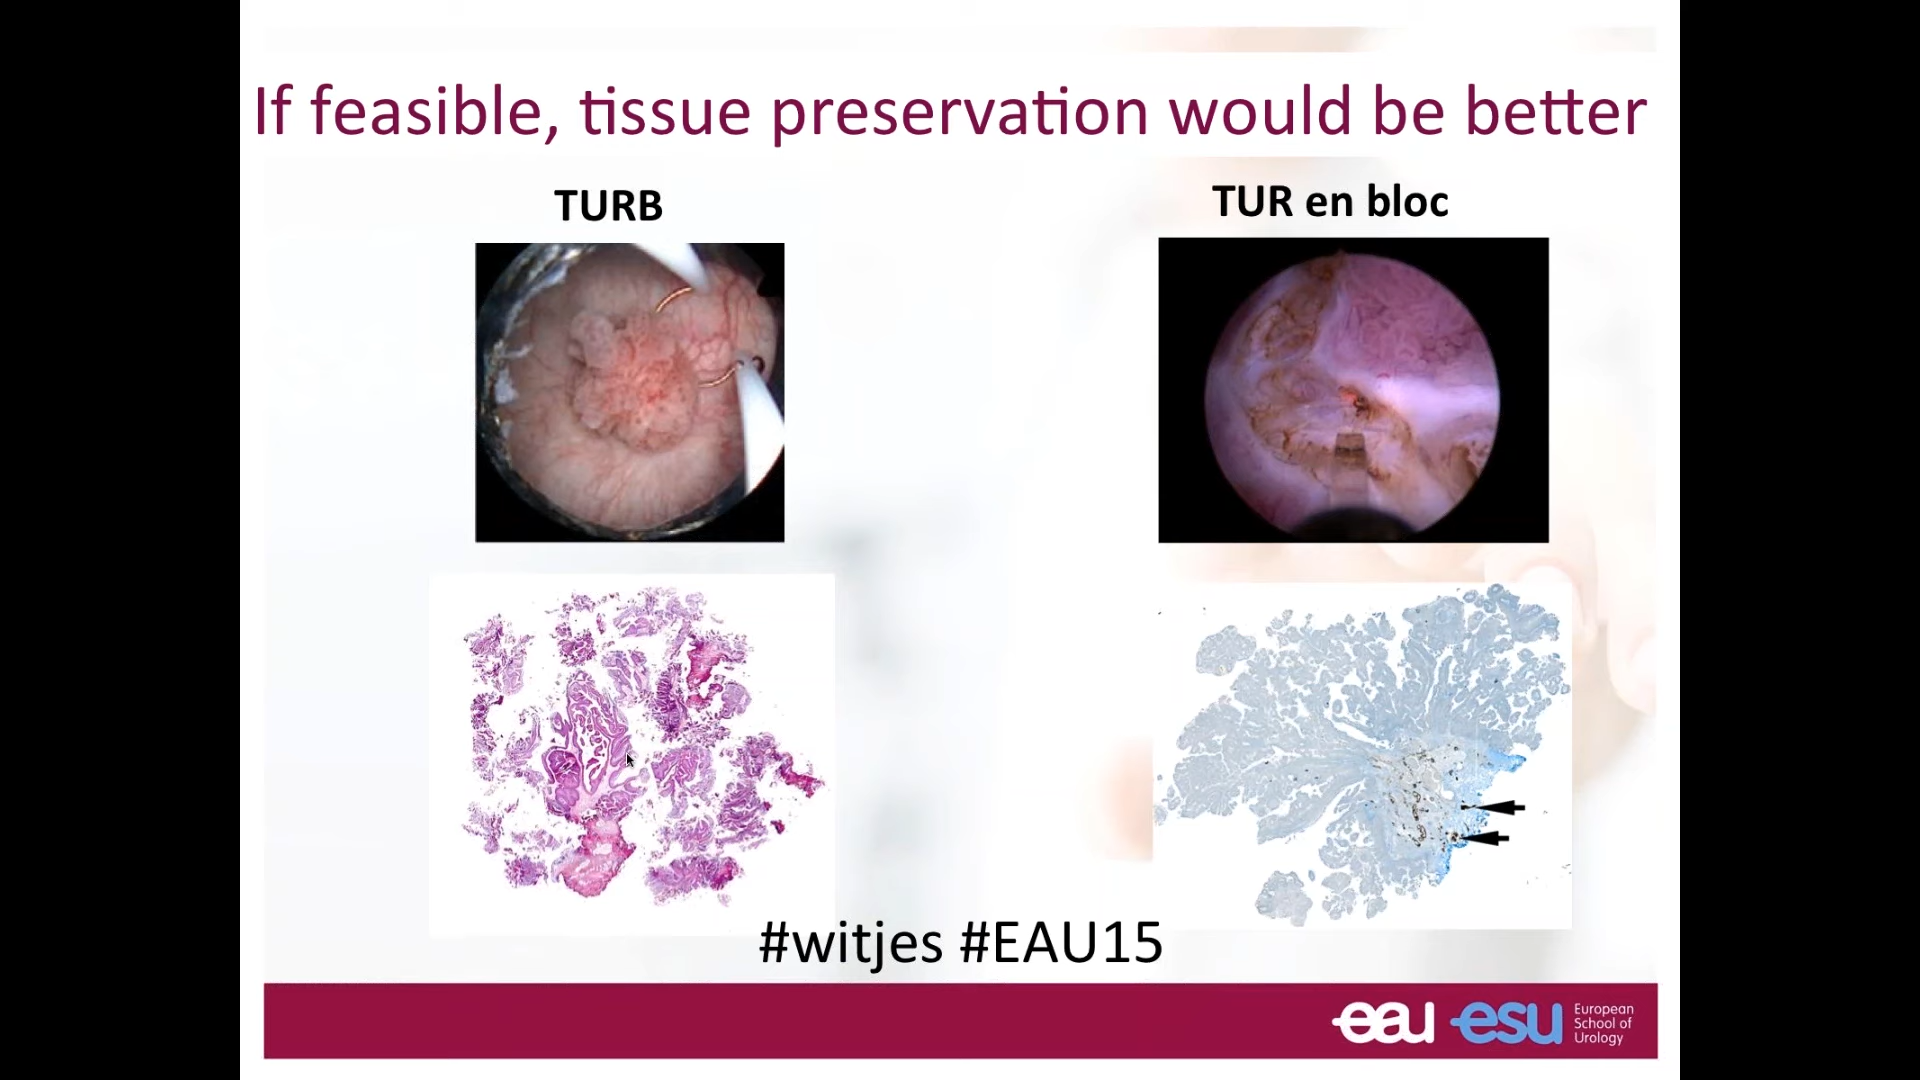 If feasible, tissue preservation would be better
TURB
TUR en bloc
#witjes #EAU15
eau esu European
School of
Urology